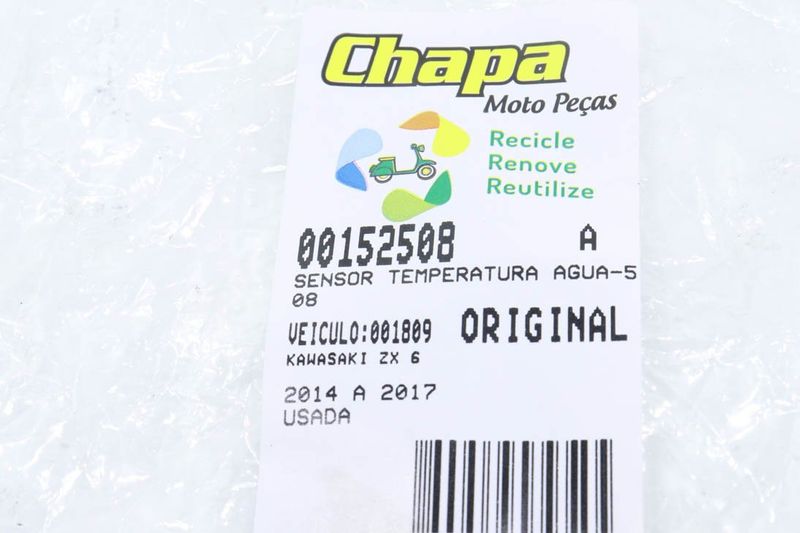 Chapa
Moto Peças
Recicle
Renove
Reutilize
00152508 A
SENSOR TEMPERATURA AGUA-5
08
VEICULO:001809 ORIGINAL
KAWASAKI ZX 6
2014 A 2017
USADA